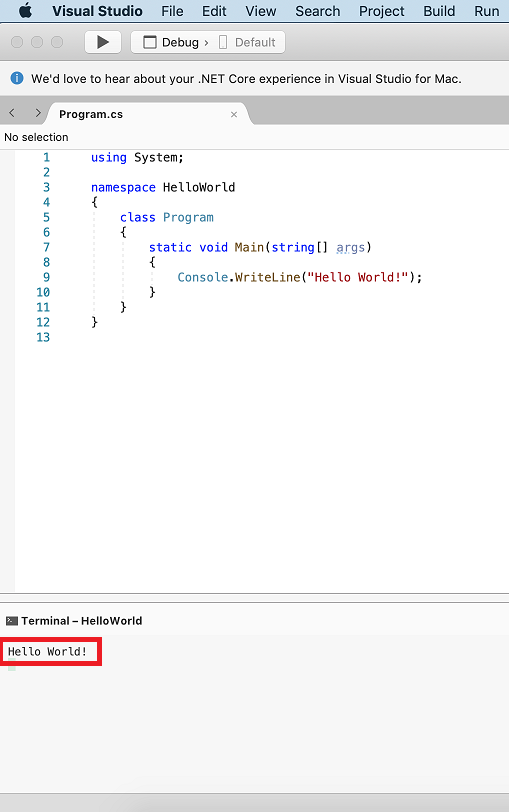 Visual Studio File Edit View Search Project Build Run
Debug › Default
We'd love to hear about your .NET Core experience in Visual Studio for Mac.
Program.cs
No selection
1 using System;
2
3 namespace HelloWorld
4 {
5 class Program
6 {
7 static void Main(string[] args)
8 {
9 Console.WriteLine("Hello World!");
10 }
11 }
12 }
13
Terminal – HelloWorld
Hello World!